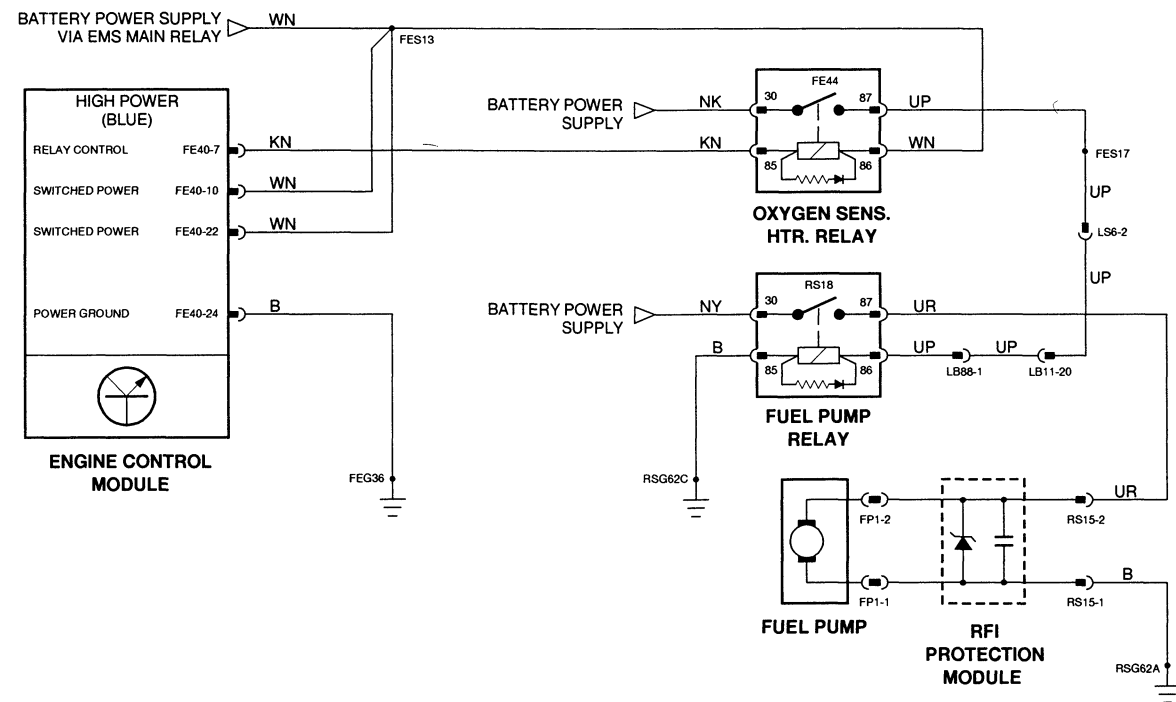 BATTERY POWER SUPPLY
VIA EMS MAIN RELAY
WN
FES13
HIGH POWER
(BLUE)
RELAY CONTROL FE40-7 KN
SWITCHED POWER FE40-10 WN
SWITCHED POWER FE40-22 WN
POWER GROUND FE40-24 B
ENGINE CONTROL
MODULE
FEG36
BATTERY POWER
SUPPLY
NK
30 FE44 87
UP
KN
85 86
WN
OXYGEN SENS.
HTR. RELAY
FES17
UP
LS6-2
UP
BATTERY POWER
SUPPLY
NY
30 RS18 87
UR
B
85 86
UP
LB88-1
UP
LB11-20
FUEL PUMP
RELAY
RSG62C
FP1-2
RS15-2
UR
FP1-1
RS15-1
B
FUEL PUMP
RFI
PROTECTION
MODULE
RSG62A